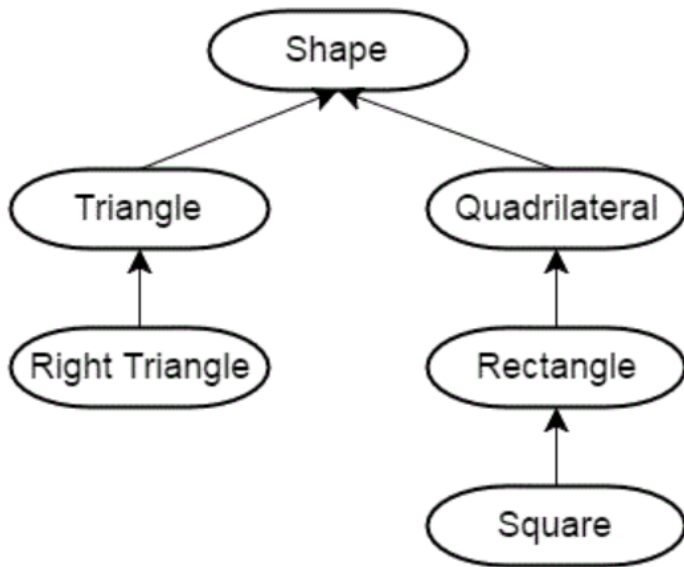 Shape
Triangle
Quadrilateral
Right Triangle
Rectangle
Square